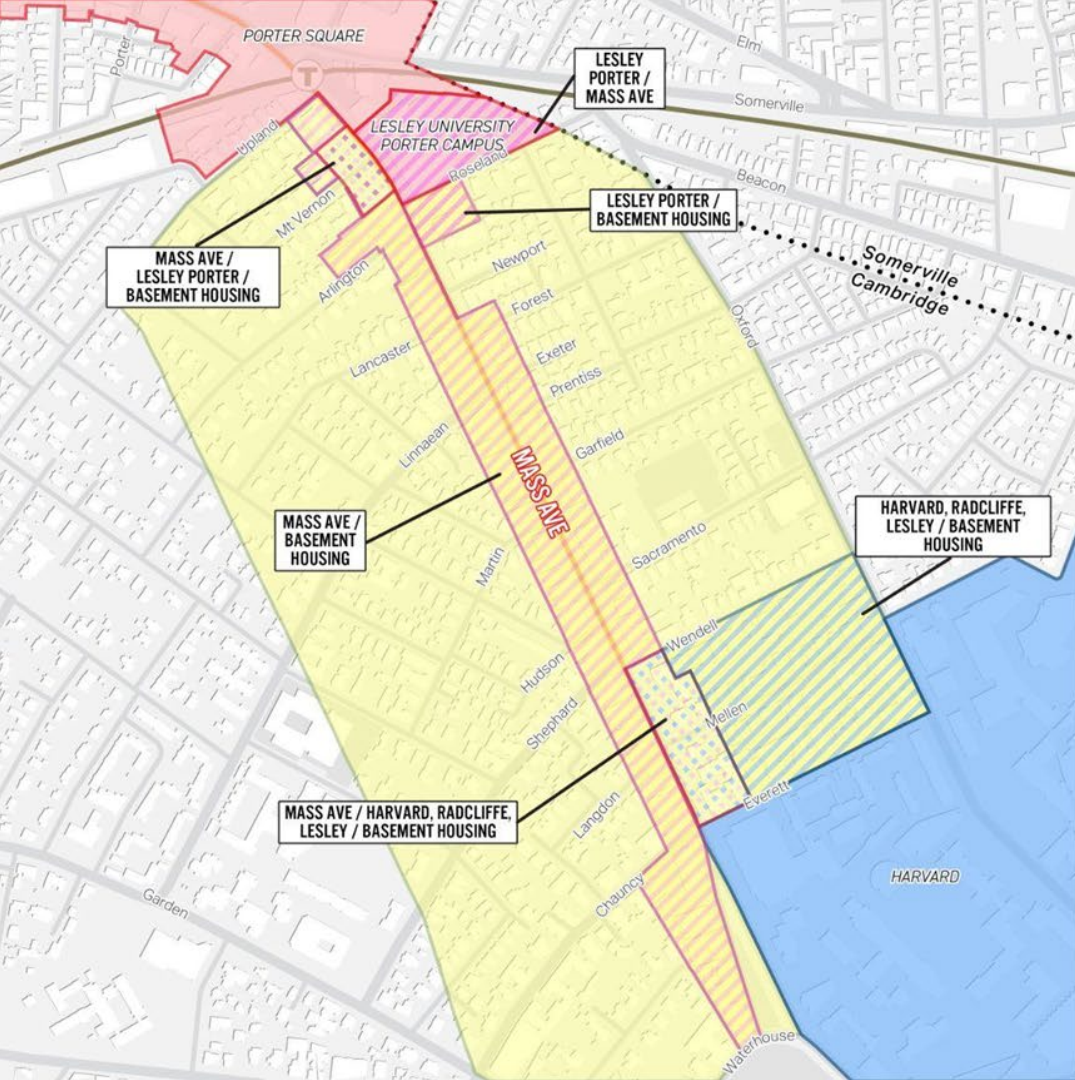 Porter
PORTER SQUARE
T
Elm
LESLEY
PORTER /
MASS AVE
Somerville
Upland
LESLEY UNIVERSITY
PORTER CAMPUS
Roseland
Beacon
LESLEY PORTER /
BASEMENT HOUSING
Mt Vernon
MASS AVE /
LESLEY PORTER /
BASEMENT HOUSING
Arlington
Newport
Somerville
Cambridge
Forest
Oxford
Lancaster
Exeter
Prentiss
Linnaean
Garfield
MASS AVE
MASS AVE /
BASEMENT
HOUSING
HARVARD, RADCLIFFE,
LESLEY / BASEMENT
HOUSING
Martin
Sacramento
Wendell
Hudson
Shephard
Mellen
MASS AVE / HARVARD, RADCLIFFE,
LESLEY / BASEMENT HOUSING
Everett
Langdon
Chauncy
HARVARD
Garden
Waterhouse